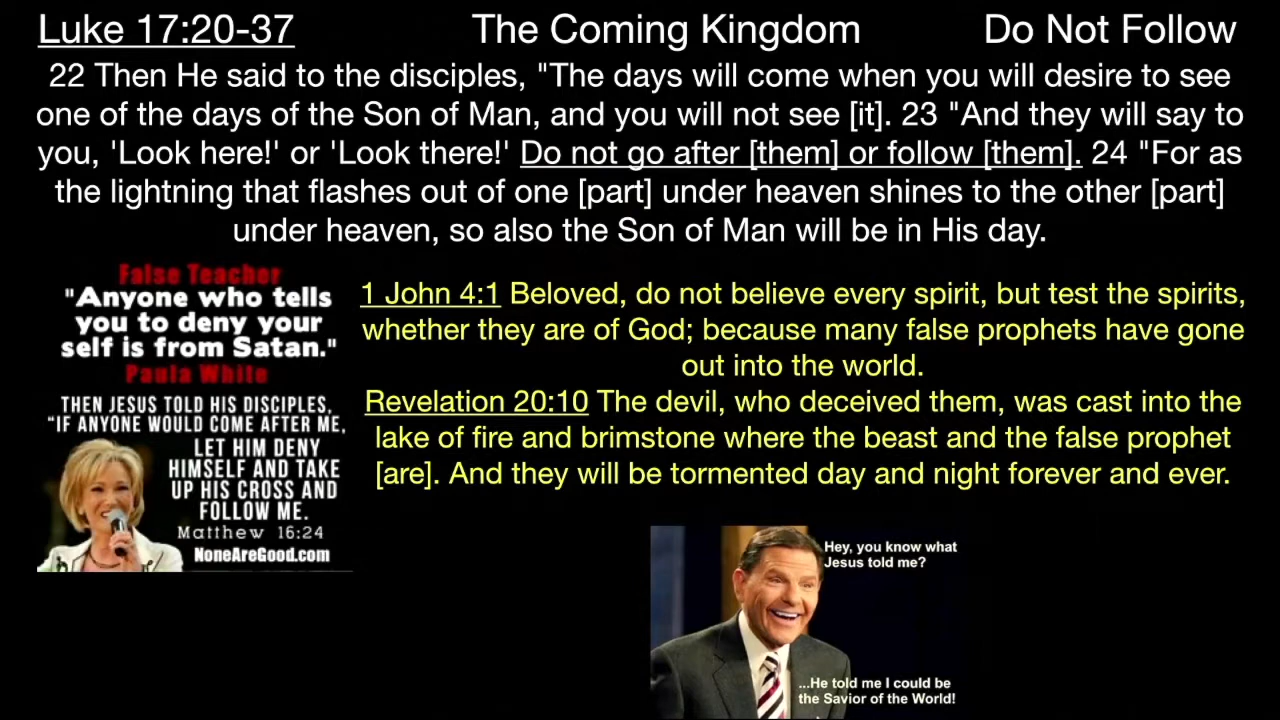 Luke 17:20-37 The Coming Kingdom Do Not Follow
22 Then He said to the disciples, "The days will come when you will desire to see
one of the days of the Son of Man, and you will not see [it]. 23 "And they will say to
you, 'Look here!' or 'Look there!' Do not go after [them] or follow [them]. 24 "For as
the lightning that flashes out of one [part] under heaven shines to the other [part]
under heaven, so also the Son of Man will be in His day.
False Teacher
"Anyone who tells
you to deny your
self is from Satan."
Paula White
THEN JESUS TOLD HIS DISCIPLES,
"IF ANYONE WOULD COME AFTER ME,
LET HIM DENY
HIMSELF AND TAKE
UP HIS CROSS AND
FOLLOW ME.
Matthew 16:24
NoneAreGood.com
1 John 4:1 Beloved, do not believe every spirit, but test the spirits,
whether they are of God; because many false prophets have gone
out into the world.
Revelation 20:10 The devil, who deceived them, was cast into the
lake of fire and brimstone where the beast and the false prophet
[are]. And they will be tormented day and night forever and ever.
Hey, you know what
Jesus told me?
...He told me I could be
the Savior of the World!